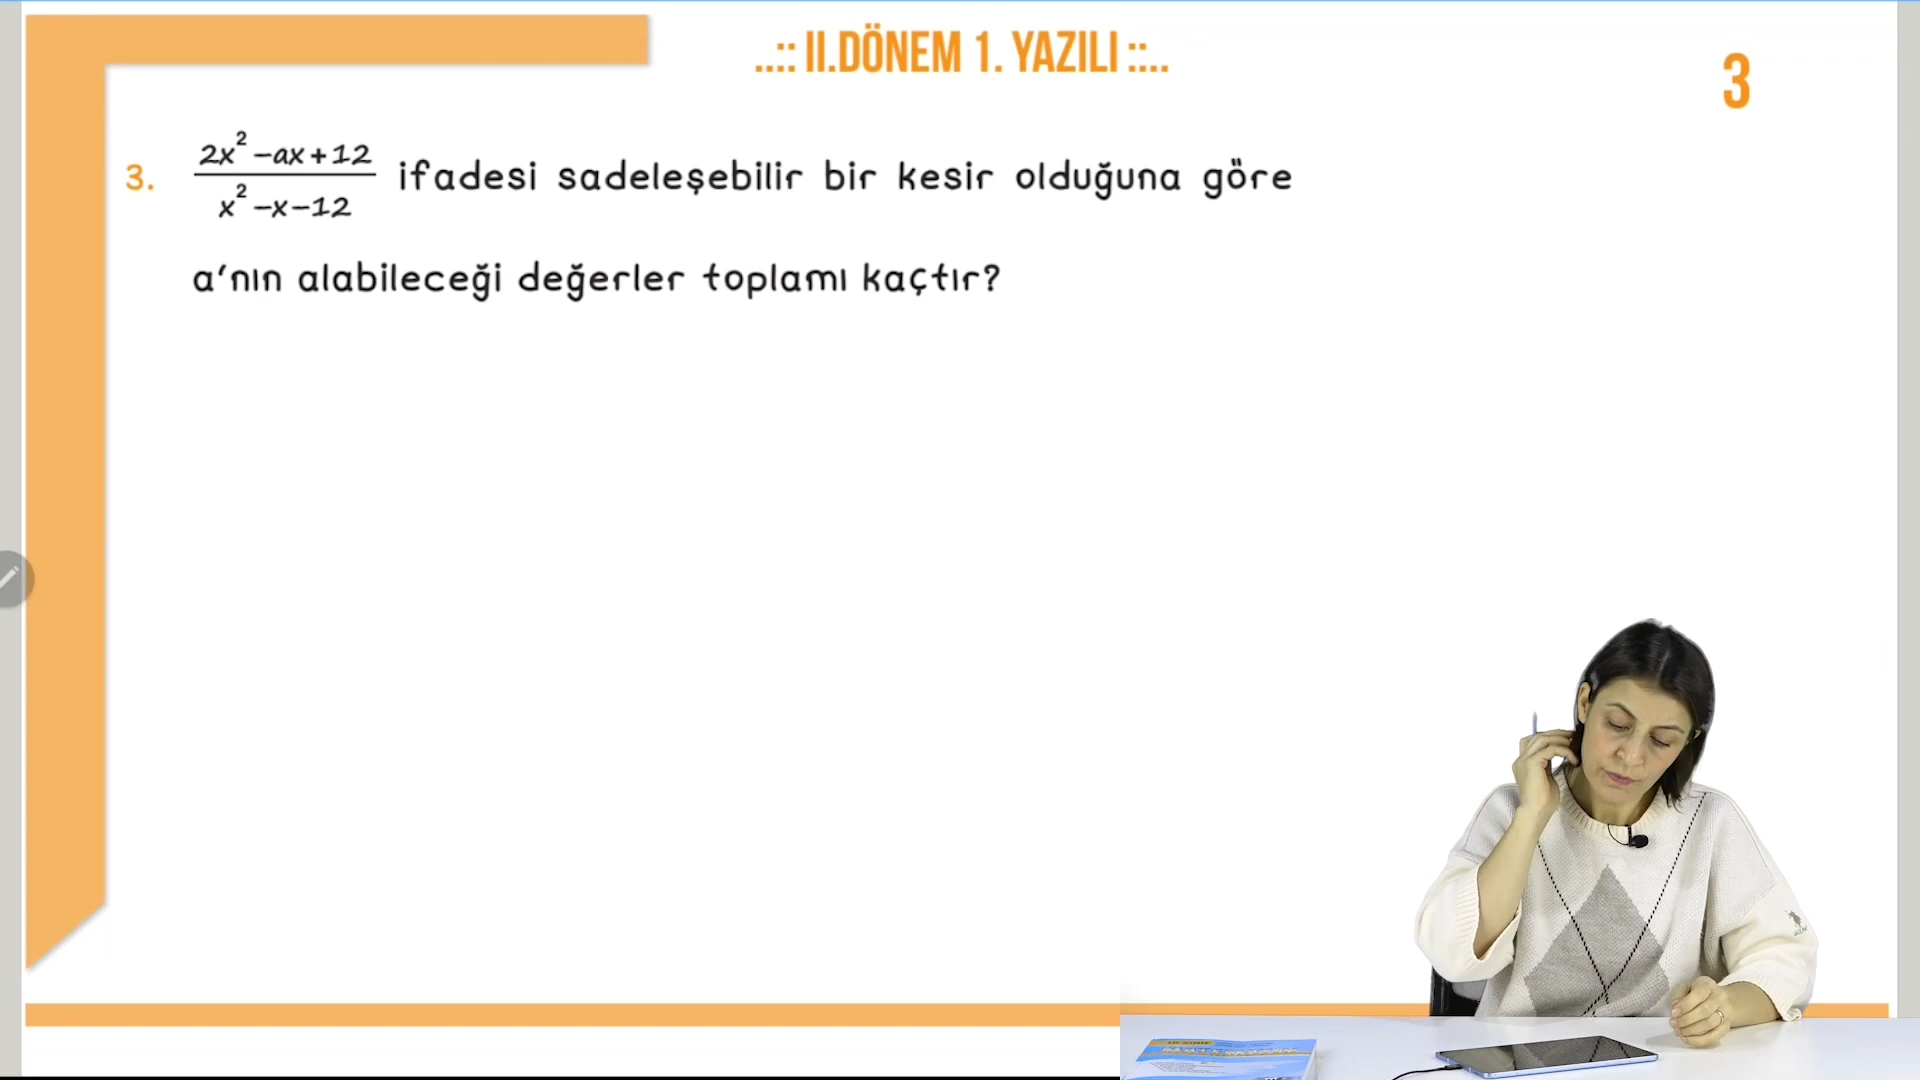 ..:: II.DÖNEM 1. YAZILI ::..
3
3. 2x² -ax+12 / x² -x-12 ifadesi sadeleşebilir bir kesir olduğuna göre
a'nın alabileceği değerler toplamı kaçtır?